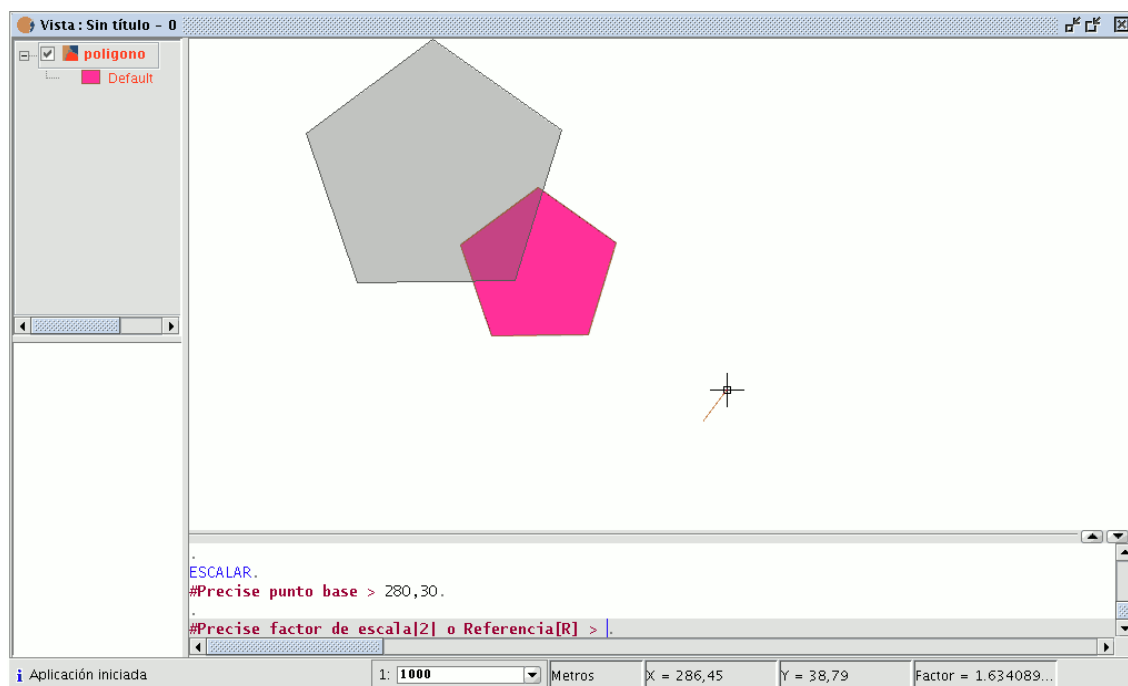 Vista : Sin título - 0
poligono
Default
.
ESCALAR.
#Precise punto base > 280,30.
.
#Precise factor de escala|2| o Referencia[R] > .
Aplicación iniciada
1: 1000
Metros
X = 286,45
Y = 38,79
Factor = 1.634089...